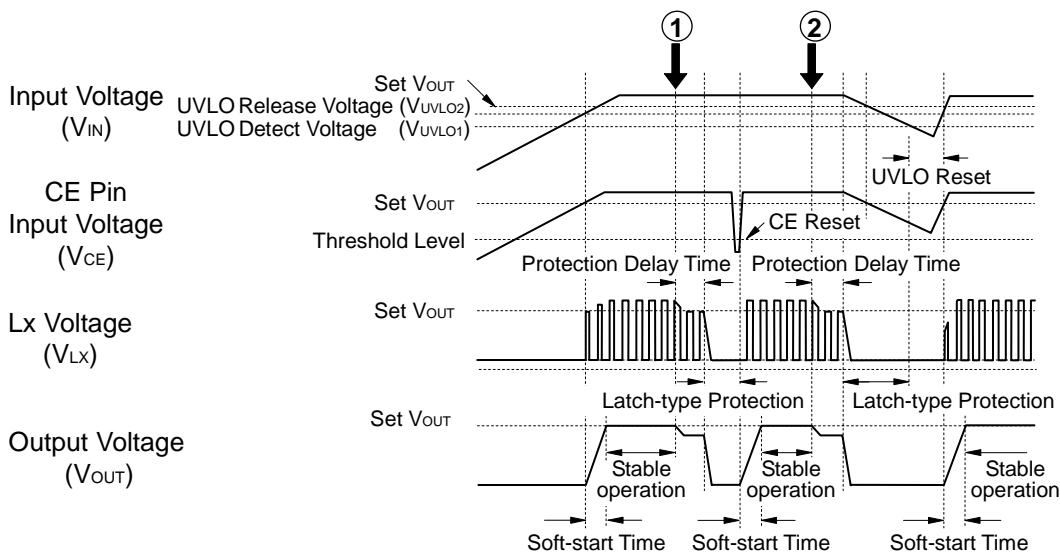 ① ②
Input Voltage
(VIN)
Set VOUT
UVLO Release Voltage (VUVLO2)
UVLO Detect Voltage (VUVLO1)
UVLO Reset
CE Pin
Input Voltage
(VCE)
Set VOUT
Threshold Level
CE Reset
Protection Delay Time Protection Delay Time
Lx Voltage
(VLX)
Set VOUT
Latch-type Protection Latch-type Protection
Output Voltage
(VOUT)
Set VOUT
Stable
operation
Stable
operation
Stable
operation
Soft-start Time Soft-start Time Soft-start Time